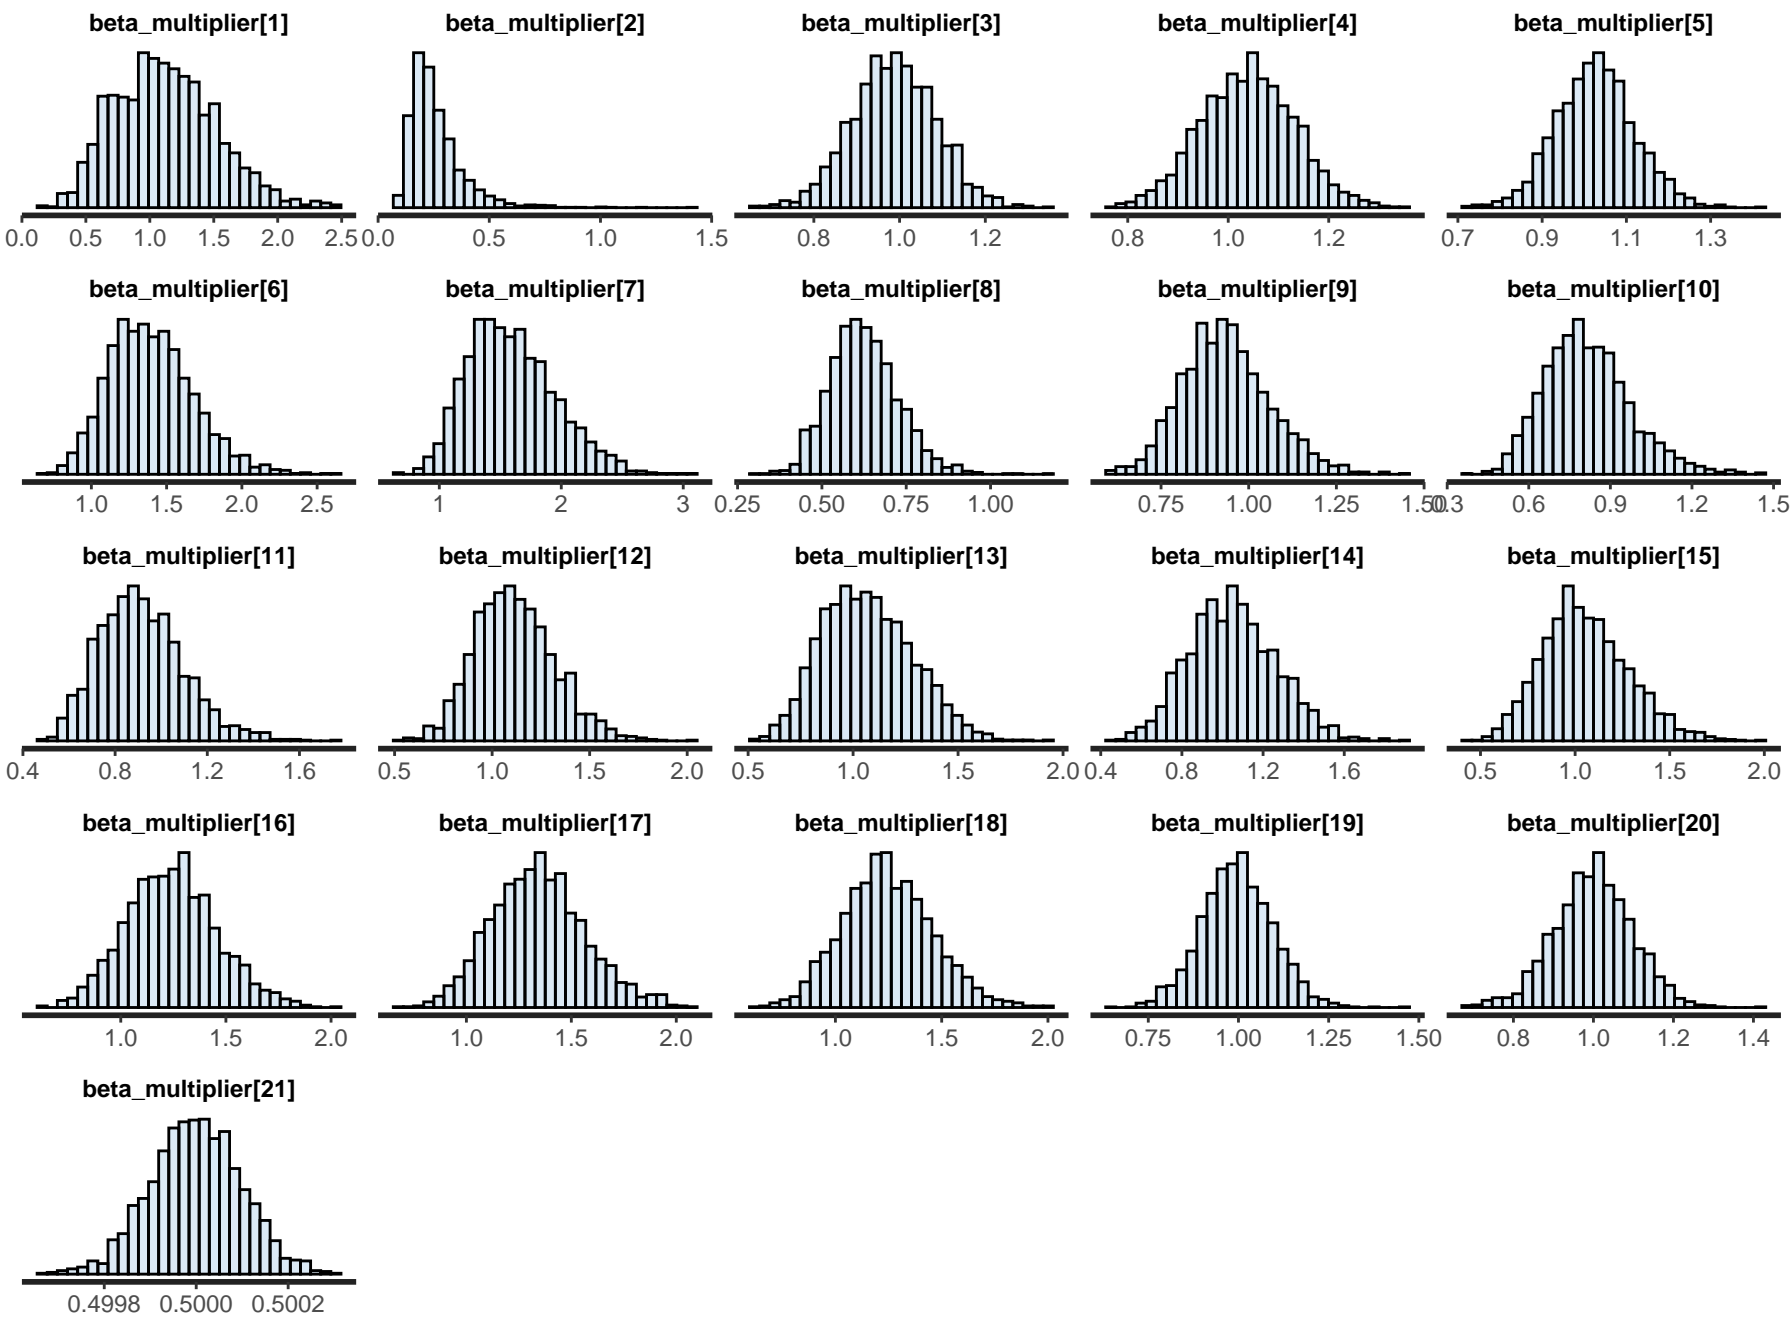 beta_multiplier[1] beta_multiplier[2] beta_multiplier[3] beta_multiplier[4] beta_multiplier[5]
0.0 0.5 1.0 1.5 2.0 2.5 0.0 0.5 1.0 1.5 0.8 1.0 1.2 0.8 1.0 1.2 0.7 0.9 1.1 1.3
beta_multiplier[6] beta_multiplier[7] beta_multiplier[8] beta_multiplier[9] beta_multiplier[10]
1.0 1.5 2.0 2.5 1 2 3 0.25 0.50 0.75 1.00 0.75 1.00 1.25 1.50 0.3 0.6 0.9 1.2 1.5
beta_multiplier[11] beta_multiplier[12] beta_multiplier[13] beta_multiplier[14] beta_multiplier[15]
0.4 0.8 1.2 1.6 0.5 1.0 1.5 2.0 0.5 1.0 1.5 2.0 0.4 0.8 1.2 1.6 0.5 1.0 1.5 2.0
beta_multiplier[16] beta_multiplier[17] beta_multiplier[18] beta_multiplier[19] beta_multiplier[20]
1.0 1.5 2.0 1.0 1.5 2.0 1.0 1.5 2.0 0.75 1.00 1.25 1.50 0.8 1.0 1.2 1.4
beta_multiplier[21]
0.4998 0.5000 0.5002